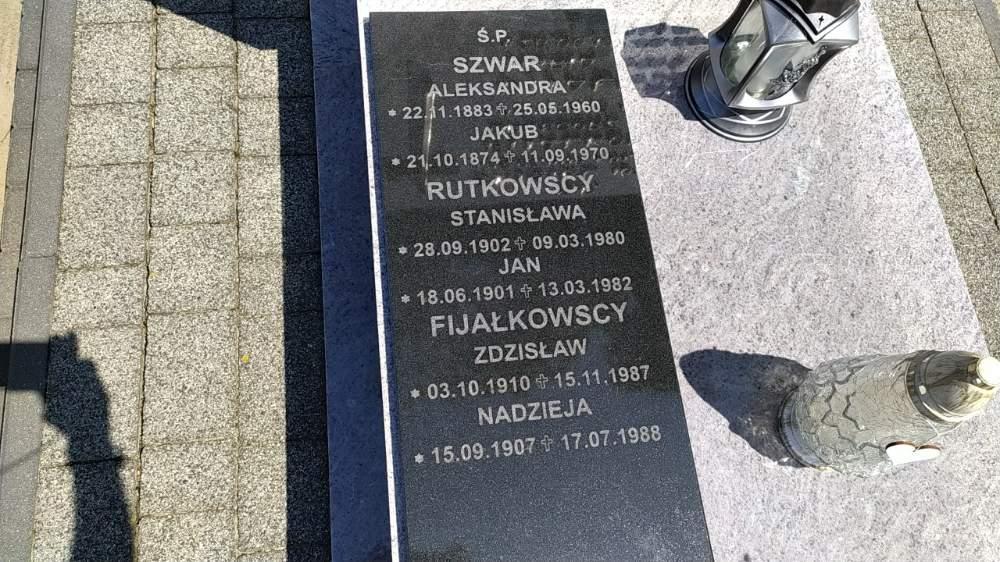 Ś.P.
SZWAR
ALEKSANDRA
* 22.11.1883 ✝ 25.05.1960
JAKUB
* 21.10.1874 ✝ 11.09.1970
RUTKOWSCY
STANISŁAWA
* 28.09.1902 ✝ 09.03.1980
JAN
* 18.06.1901 ✝ 13.03.1982
FIJAŁKOWSCY
ZDZISŁAW
* 03.10.1910 ✝ 15.11.1987
NADZIEJA
* 15.09.1907 ✝ 17.07.1988